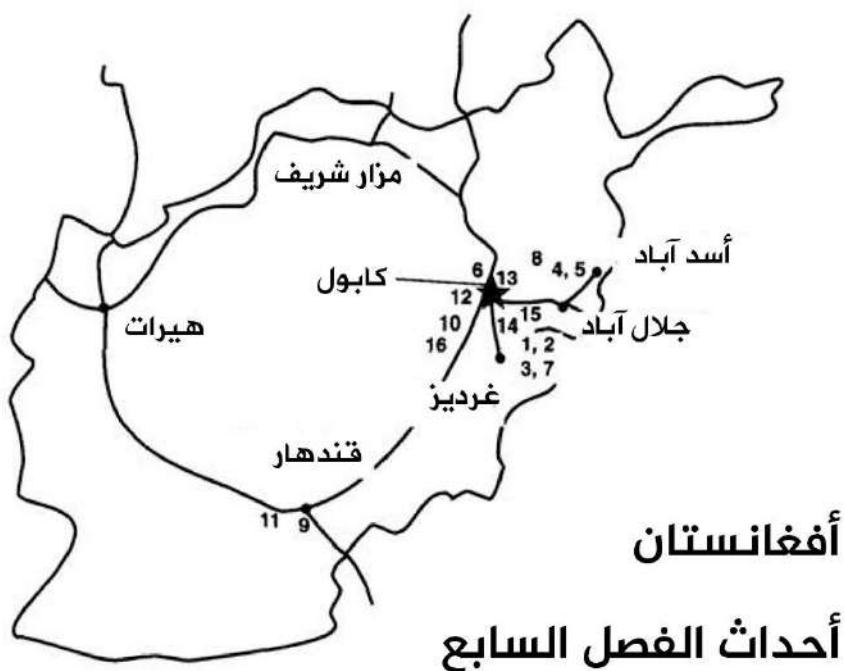 مزار شريف
أسد آباد
8
4, 5
6
13
كابول
12
جلال آباد
15
هيرات
10
14
1, 2
16
3, 7
غرديز
قندهار
11
9
أفغانستان
أحداث الفصل السابع